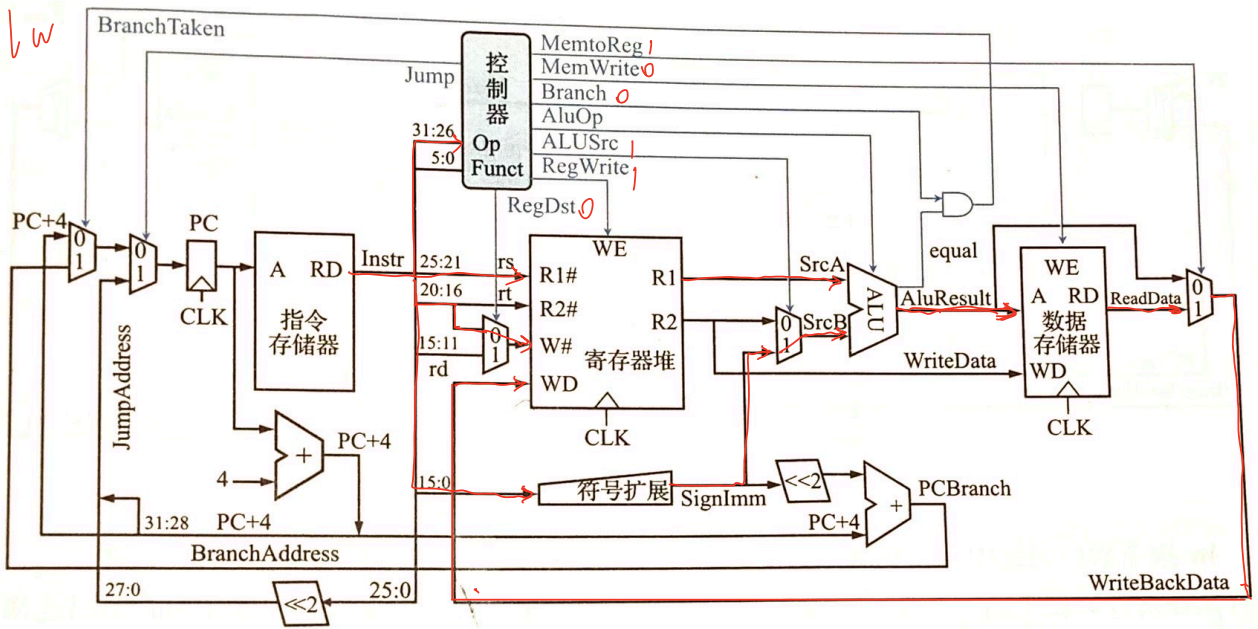 lw
BranchTaken
Jump
控制器
Op
Funct
MemtoReg 1
MemWrite 0
Branch 0
AluOp
ALUSrc 1
RegWrite 1
RegDst 0
31:26
5:0
PC+4
0
1
0
1
PC
CLK
A RD
指令
存储器
Instr
25:21
rs
20:16
rt
15:11
rd
0
1
WE
R1#
R2#
W#
WD
R1
R2
寄存器堆
CLK
SrcA
0
1
SrcB
ALU
equal
AluResult
WriteData
WE
A RD
数据
存储器
WD
CLK
ReadData
0
1
JumpAddress
4
+
PC+4
15:0
符号扩展
SignImm
<<2
+
PCBranch
PC+4
31:28
PC+4
BranchAddress
27:0
<<2
25:0
WriteBackData